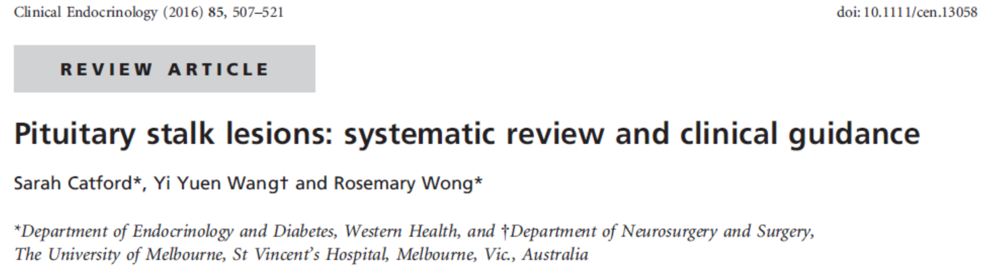 Clinical Endocrinology (2016) 85, 507–521
doi: 10.1111/cen.13058
REVIEW ARTICLE
Pituitary stalk lesions: systematic review and clinical guidance
Sarah Catford*, Yi Yuen Wang† and Rosemary Wong*
*Department of Endocrinology and Diabetes, Western Health, and †Department of Neurosurgery and Surgery,
The University of Melbourne, St Vincent's Hospital, Melbourne, Vic., Australia